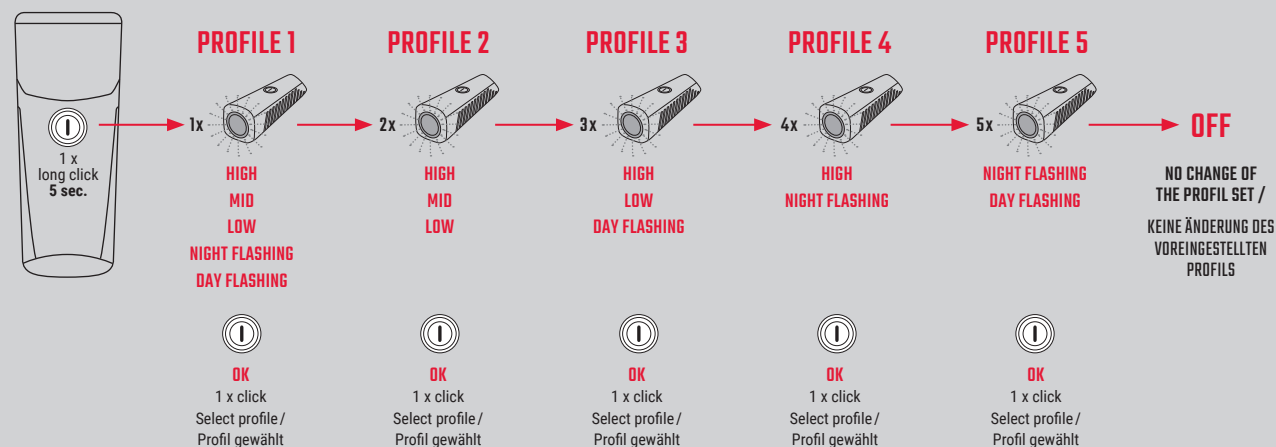 PROFILE 1
PROFILE 2
PROFILE 3
PROFILE 4
PROFILE 5
1 x
long click
5 sec.
1x
2x
3x
4x
5x
OFF
HIGH
MID
LOW
NIGHT FLASHING
DAY FLASHING
HIGH
MID
LOW
HIGH
LOW
DAY FLASHING
HIGH
NIGHT FLASHING
NIGHT FLASHING
DAY FLASHING
NO CHANGE OF
THE PROFIL SET /
KEINE ÄNDERUNG DES
VOREINGESTELLTEN
PROFILS
OK
1 x click
Select profile /
Profil gewählt
OK
1 x click
Select profile /
Profil gewählt
OK
1 x click
Select profile /
Profil gewählt
OK
1 x click
Select profile /
Profil gewählt
OK
1 x click
Select profile /
Profil gewählt